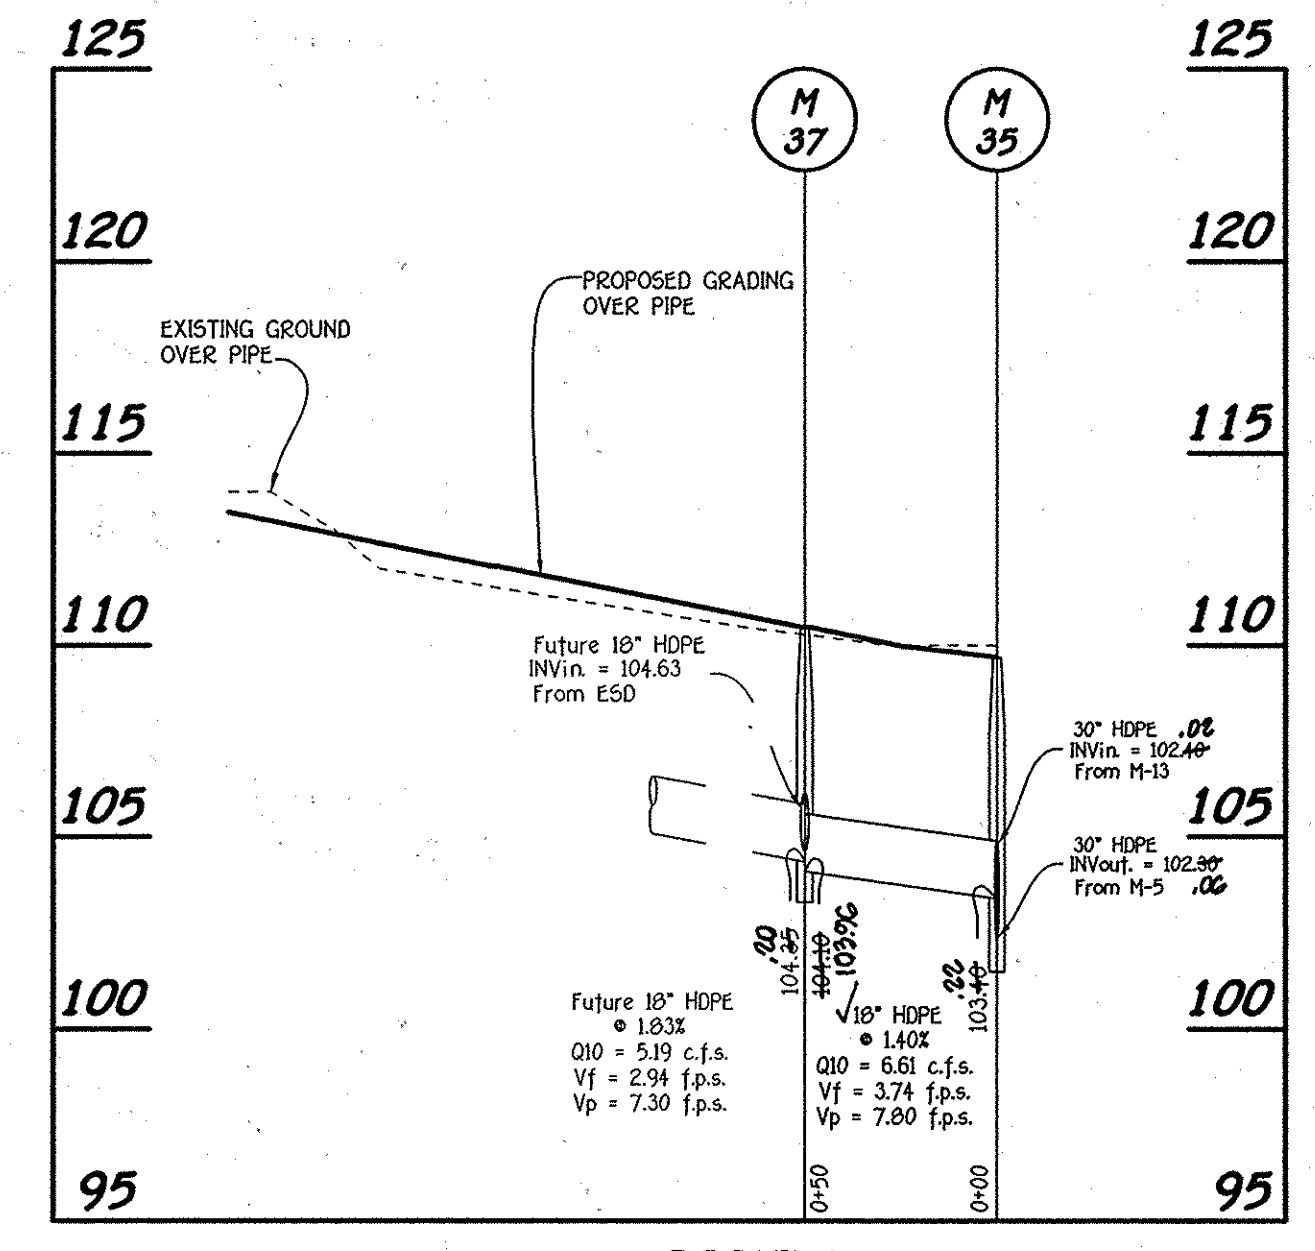 125
125
M
37
M
35
120
120
PROPOSED GRADING
OVER PIPE
EXISTING GROUND
OVER PIPE
115
115
110
110
Future 18" HDPE
INVin. = 104.63
From ESD
30" HDPE .02
INVin. = 102.40
From M-13
105
105
30" HDPE
INVout. = 102.30
From M-5 .06
.20
104.25
104.10
103.96
.22
103.40
100
100
Future 18" HDPE
@ 1.83%
Q10 = 5.19 c.f.s.
Vf = 2.94 f.p.s.
Vp = 7.30 f.p.s.
18" HDPE
@ 1.40%
Q10 = 6.61 c.f.s.
Vf = 3.74 f.p.s.
Vp = 7.80 f.p.s.
0+50
0+00
95
95